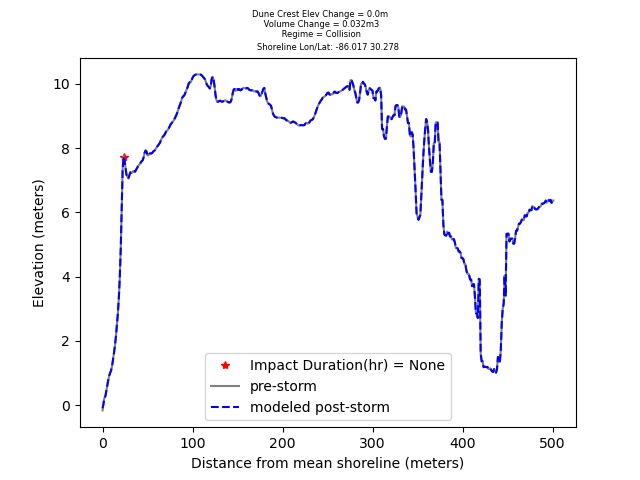 Dune Crest Elev Change = 0.0m
Volume Change = 0.032m3
Regime = Collision
Shoreline Lon/Lat: -86.017 30.278
10
8
6
4
2
0
Elevation (meters)
Impact Duration(hr) = None
pre-storm
modeled post-storm
0 100 200 300 400 500
Distance from mean shoreline (meters)